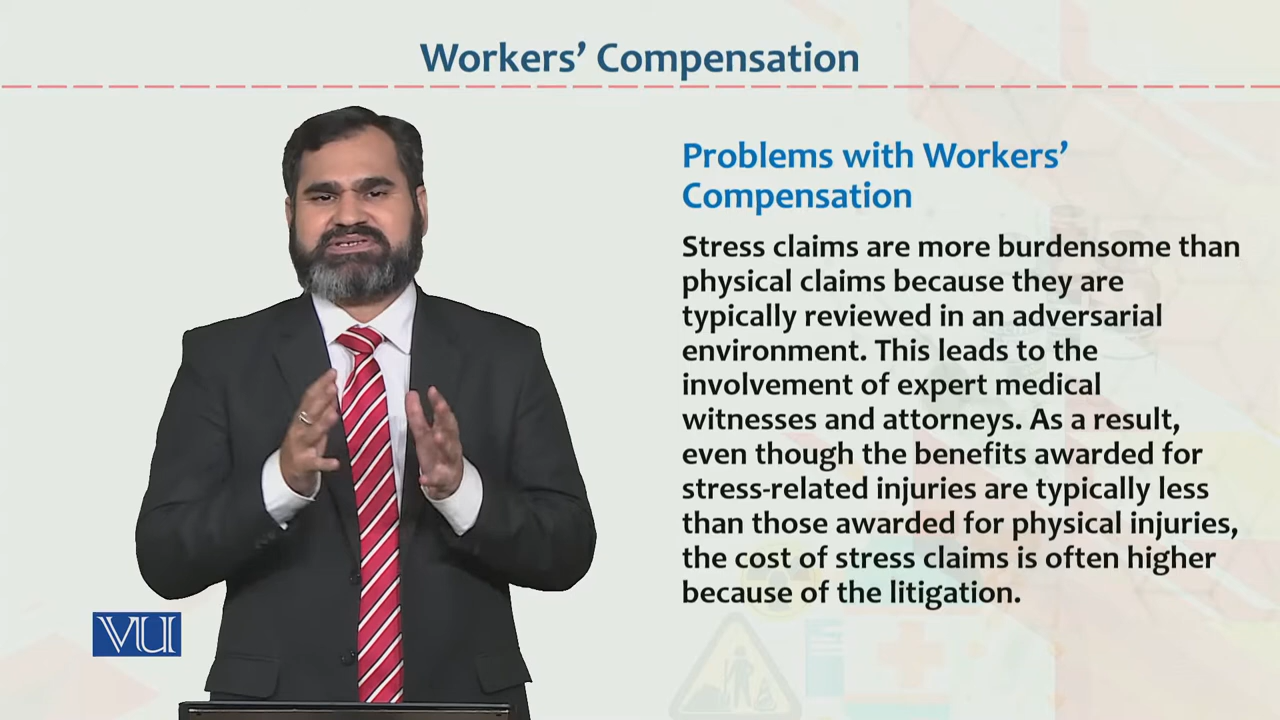 Workers’ Compensation
Problems with Workers’
Compensation
Stress claims are more burdensome than
physical claims because they are
typically reviewed in an adversarial
environment. This leads to the
involvement of expert medical
witnesses and attorneys. As a result,
even though the benefits awarded for
stress-related injuries are typically less
than those awarded for physical injuries,
the cost of stress claims is often higher
because of the litigation.
VU